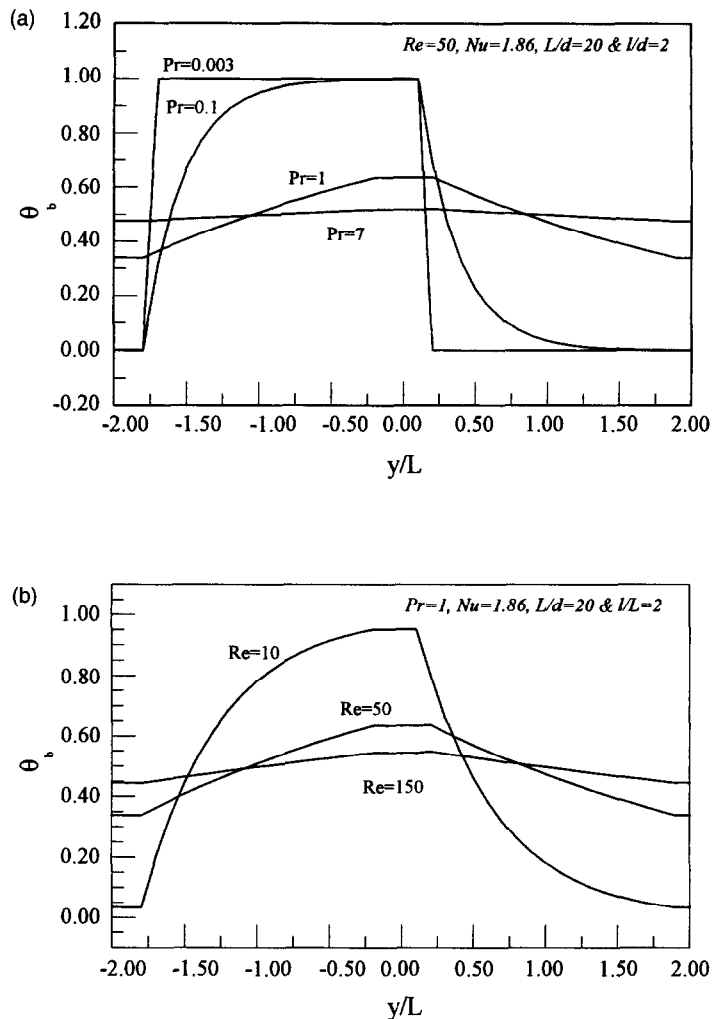 (a)
Re=50, Nu=1.86, L/d=20 & l/d=2
1.20
1.00
0.80
0.60
0.40
0.20
0.00
-0.20
θ_b
Pr=0.003
Pr=0.1
Pr=1
Pr=7
-2.00 -1.50 -1.00 -0.50 0.00 0.50 1.00 1.50 2.00
y/L
(b)
Pr=1, Nu=1.86, L/d=20 & l/L=2
1.00
0.80
0.60
0.40
0.20
0.00
θ_b
Re=10
Re=50
Re=150
-2.00 -1.50 -1.00 -0.50 0.00 0.50 1.00 1.50 2.00
y/L